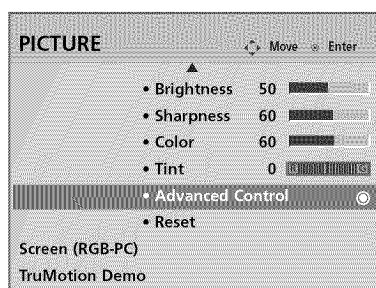 PICTURE Move Enter
• Brightness 50
• Sharpness 60
• Color 60
• Tint 0 R G
• Advanced Control
• Reset
Screen (RGB-PC)
TruMotion Demo